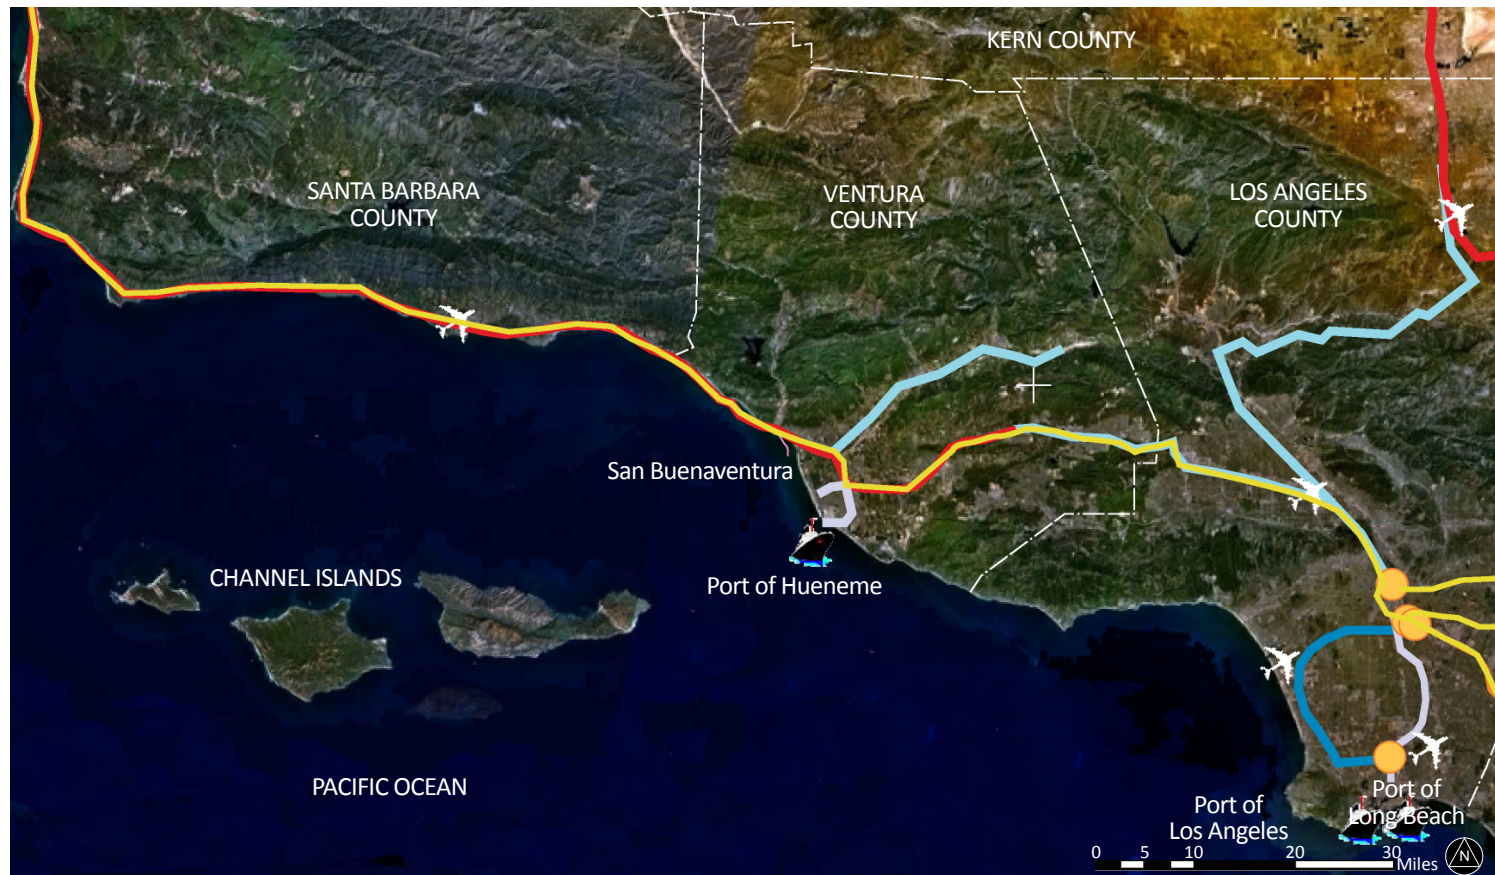 KERN COUNTY
SANTA BARBARA
COUNTY
VENTURA
COUNTY
LOS ANGELES
COUNTY
San Buenaventura
CHANNEL ISLANDS
Port of Hueneme
PACIFIC OCEAN
Port of
Los Angeles
Port of
Long Beach
0 5 10 20 30 Miles
N